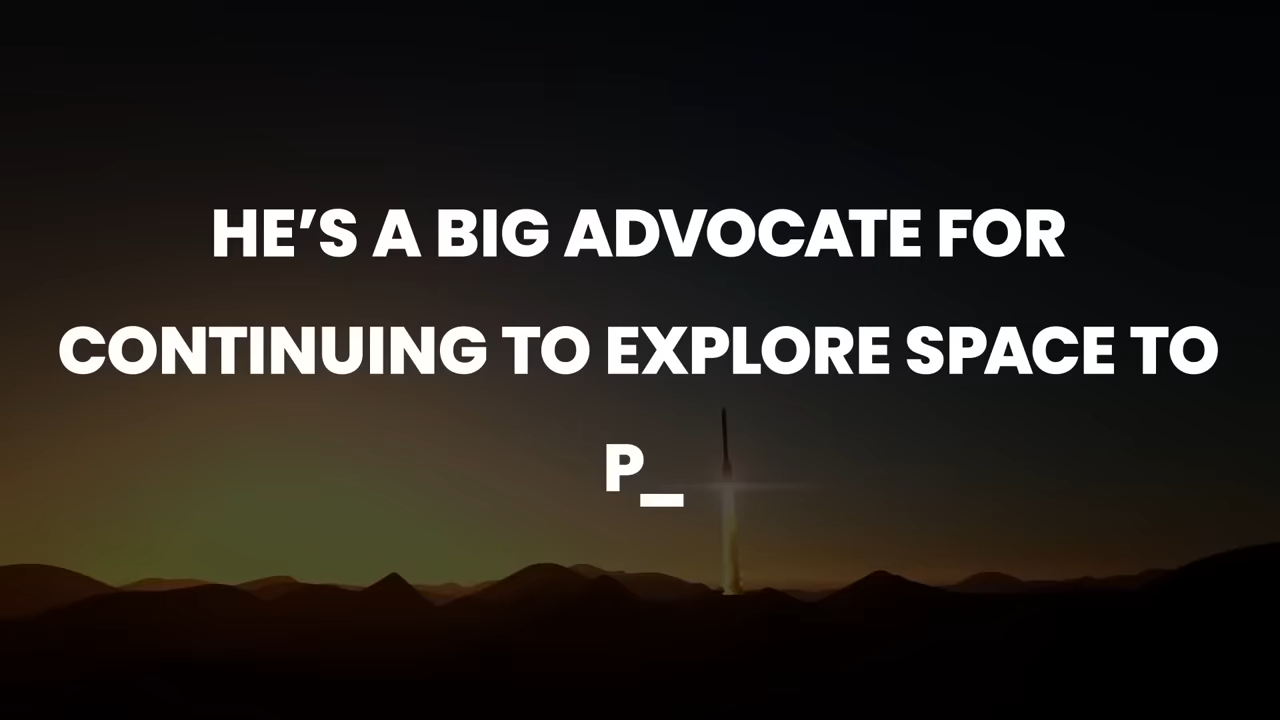 HE’S A BIG ADVOCATE FOR
CONTINUING TO EXPLORE SPACE TO
P_